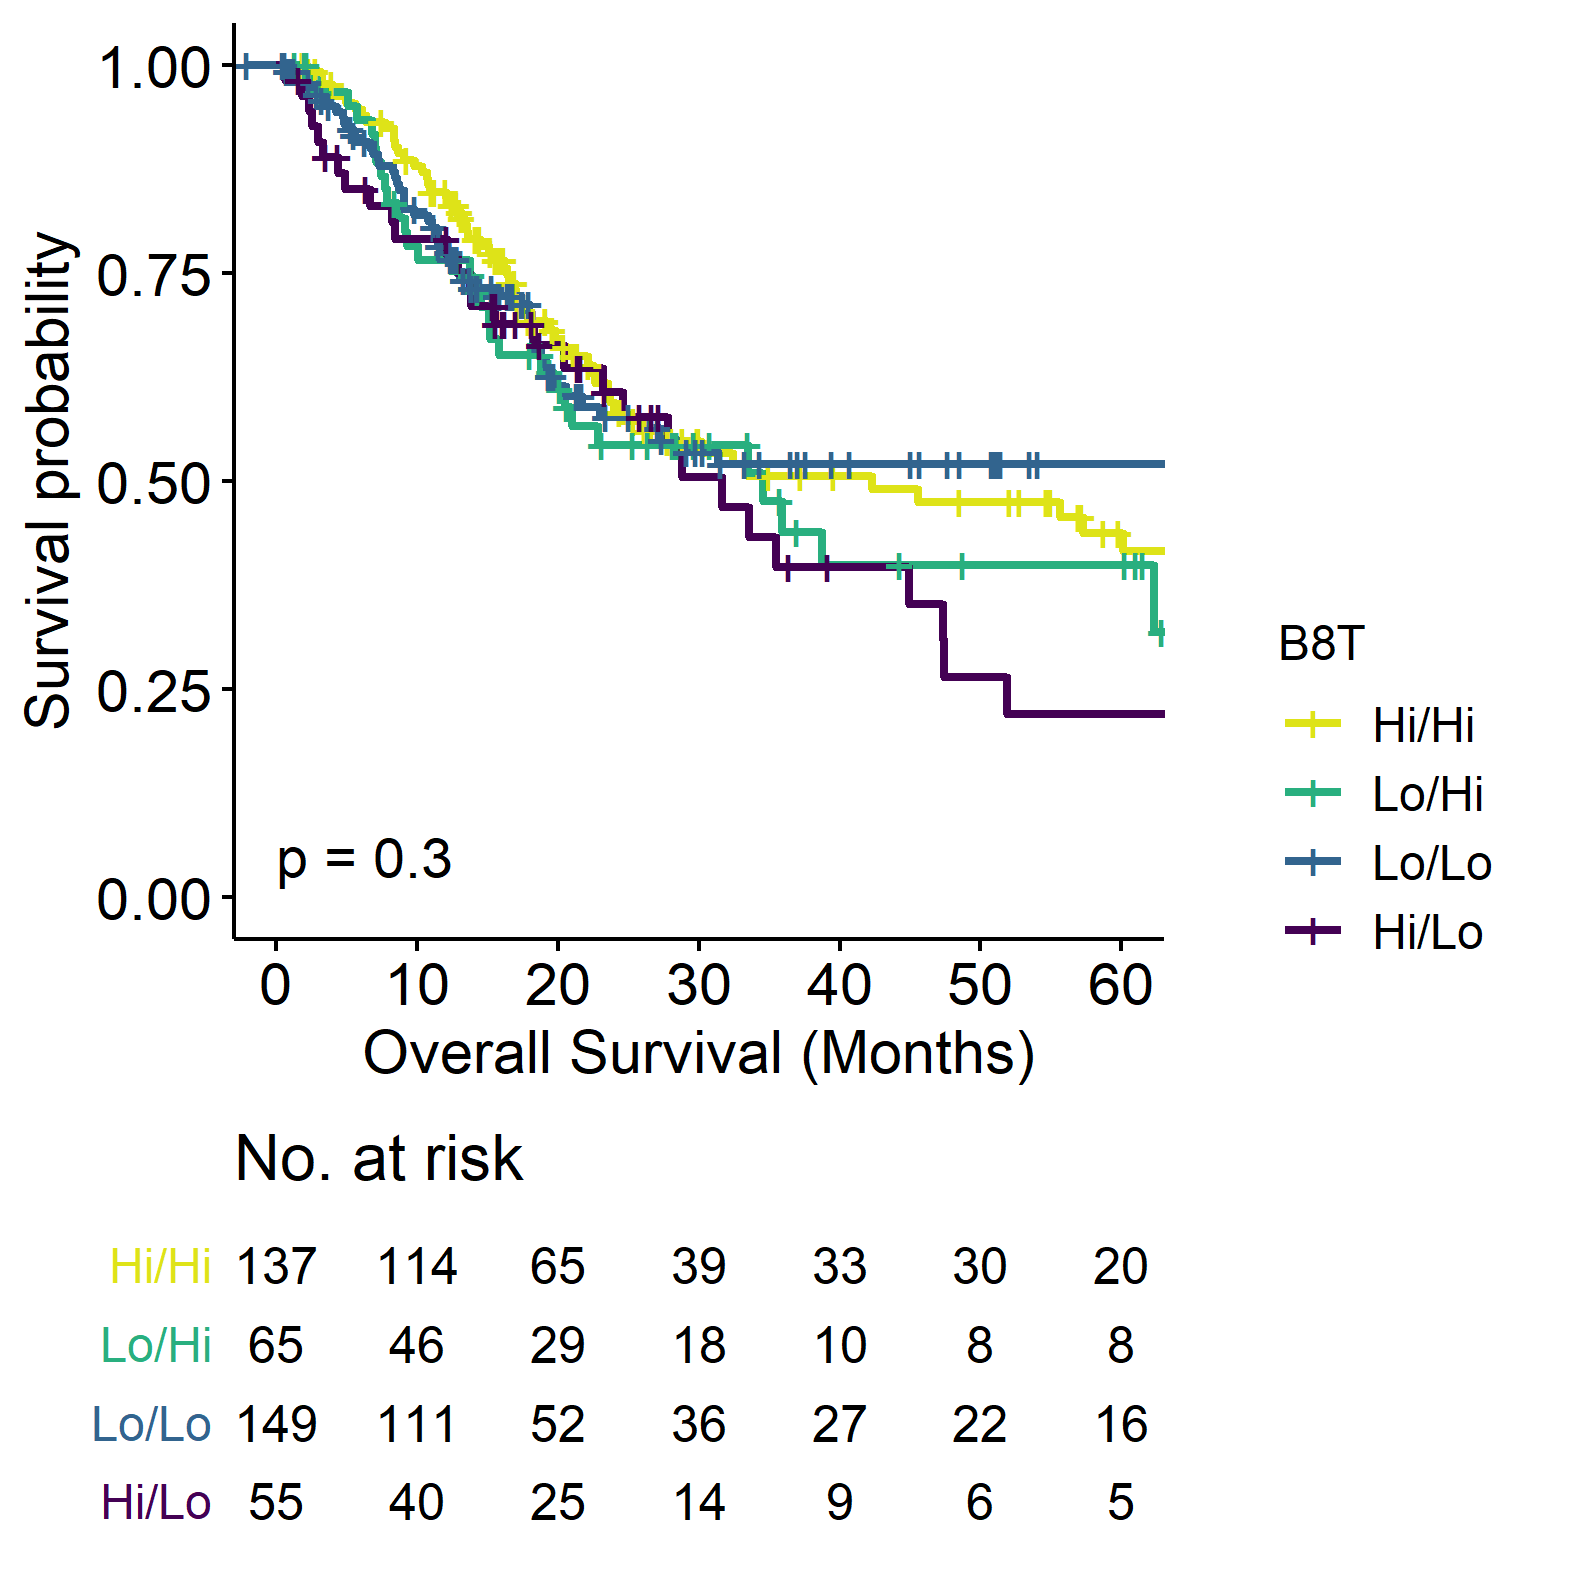 1.00
0.75
0.50
0.25
0.00
Survival probability
p = 0.3
0 10 20 30 40 50 60
Overall Survival (Months)
B8T
Hi/Hi
Lo/Hi
Lo/Lo
Hi/Lo
No. at risk
Hi/Hi 137 114 65 39 33 30 20
Lo/Hi 65 46 29 18 10 8 8
Lo/Lo 149 111 52 36 27 22 16
Hi/Lo 55 40 25 14 9 6 5